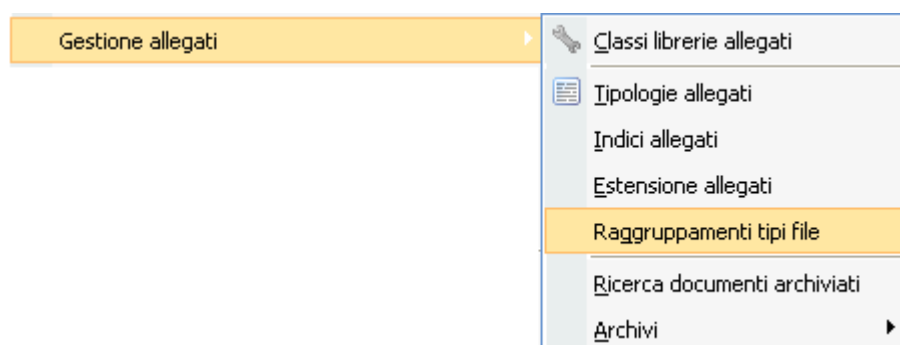 Gestione allegati
Classi librerie allegati
Tipologie allegati
Indici allegati
Estensione allegati
Raggruppamenti tipi file
Ricerca documenti archiviati
Archivi